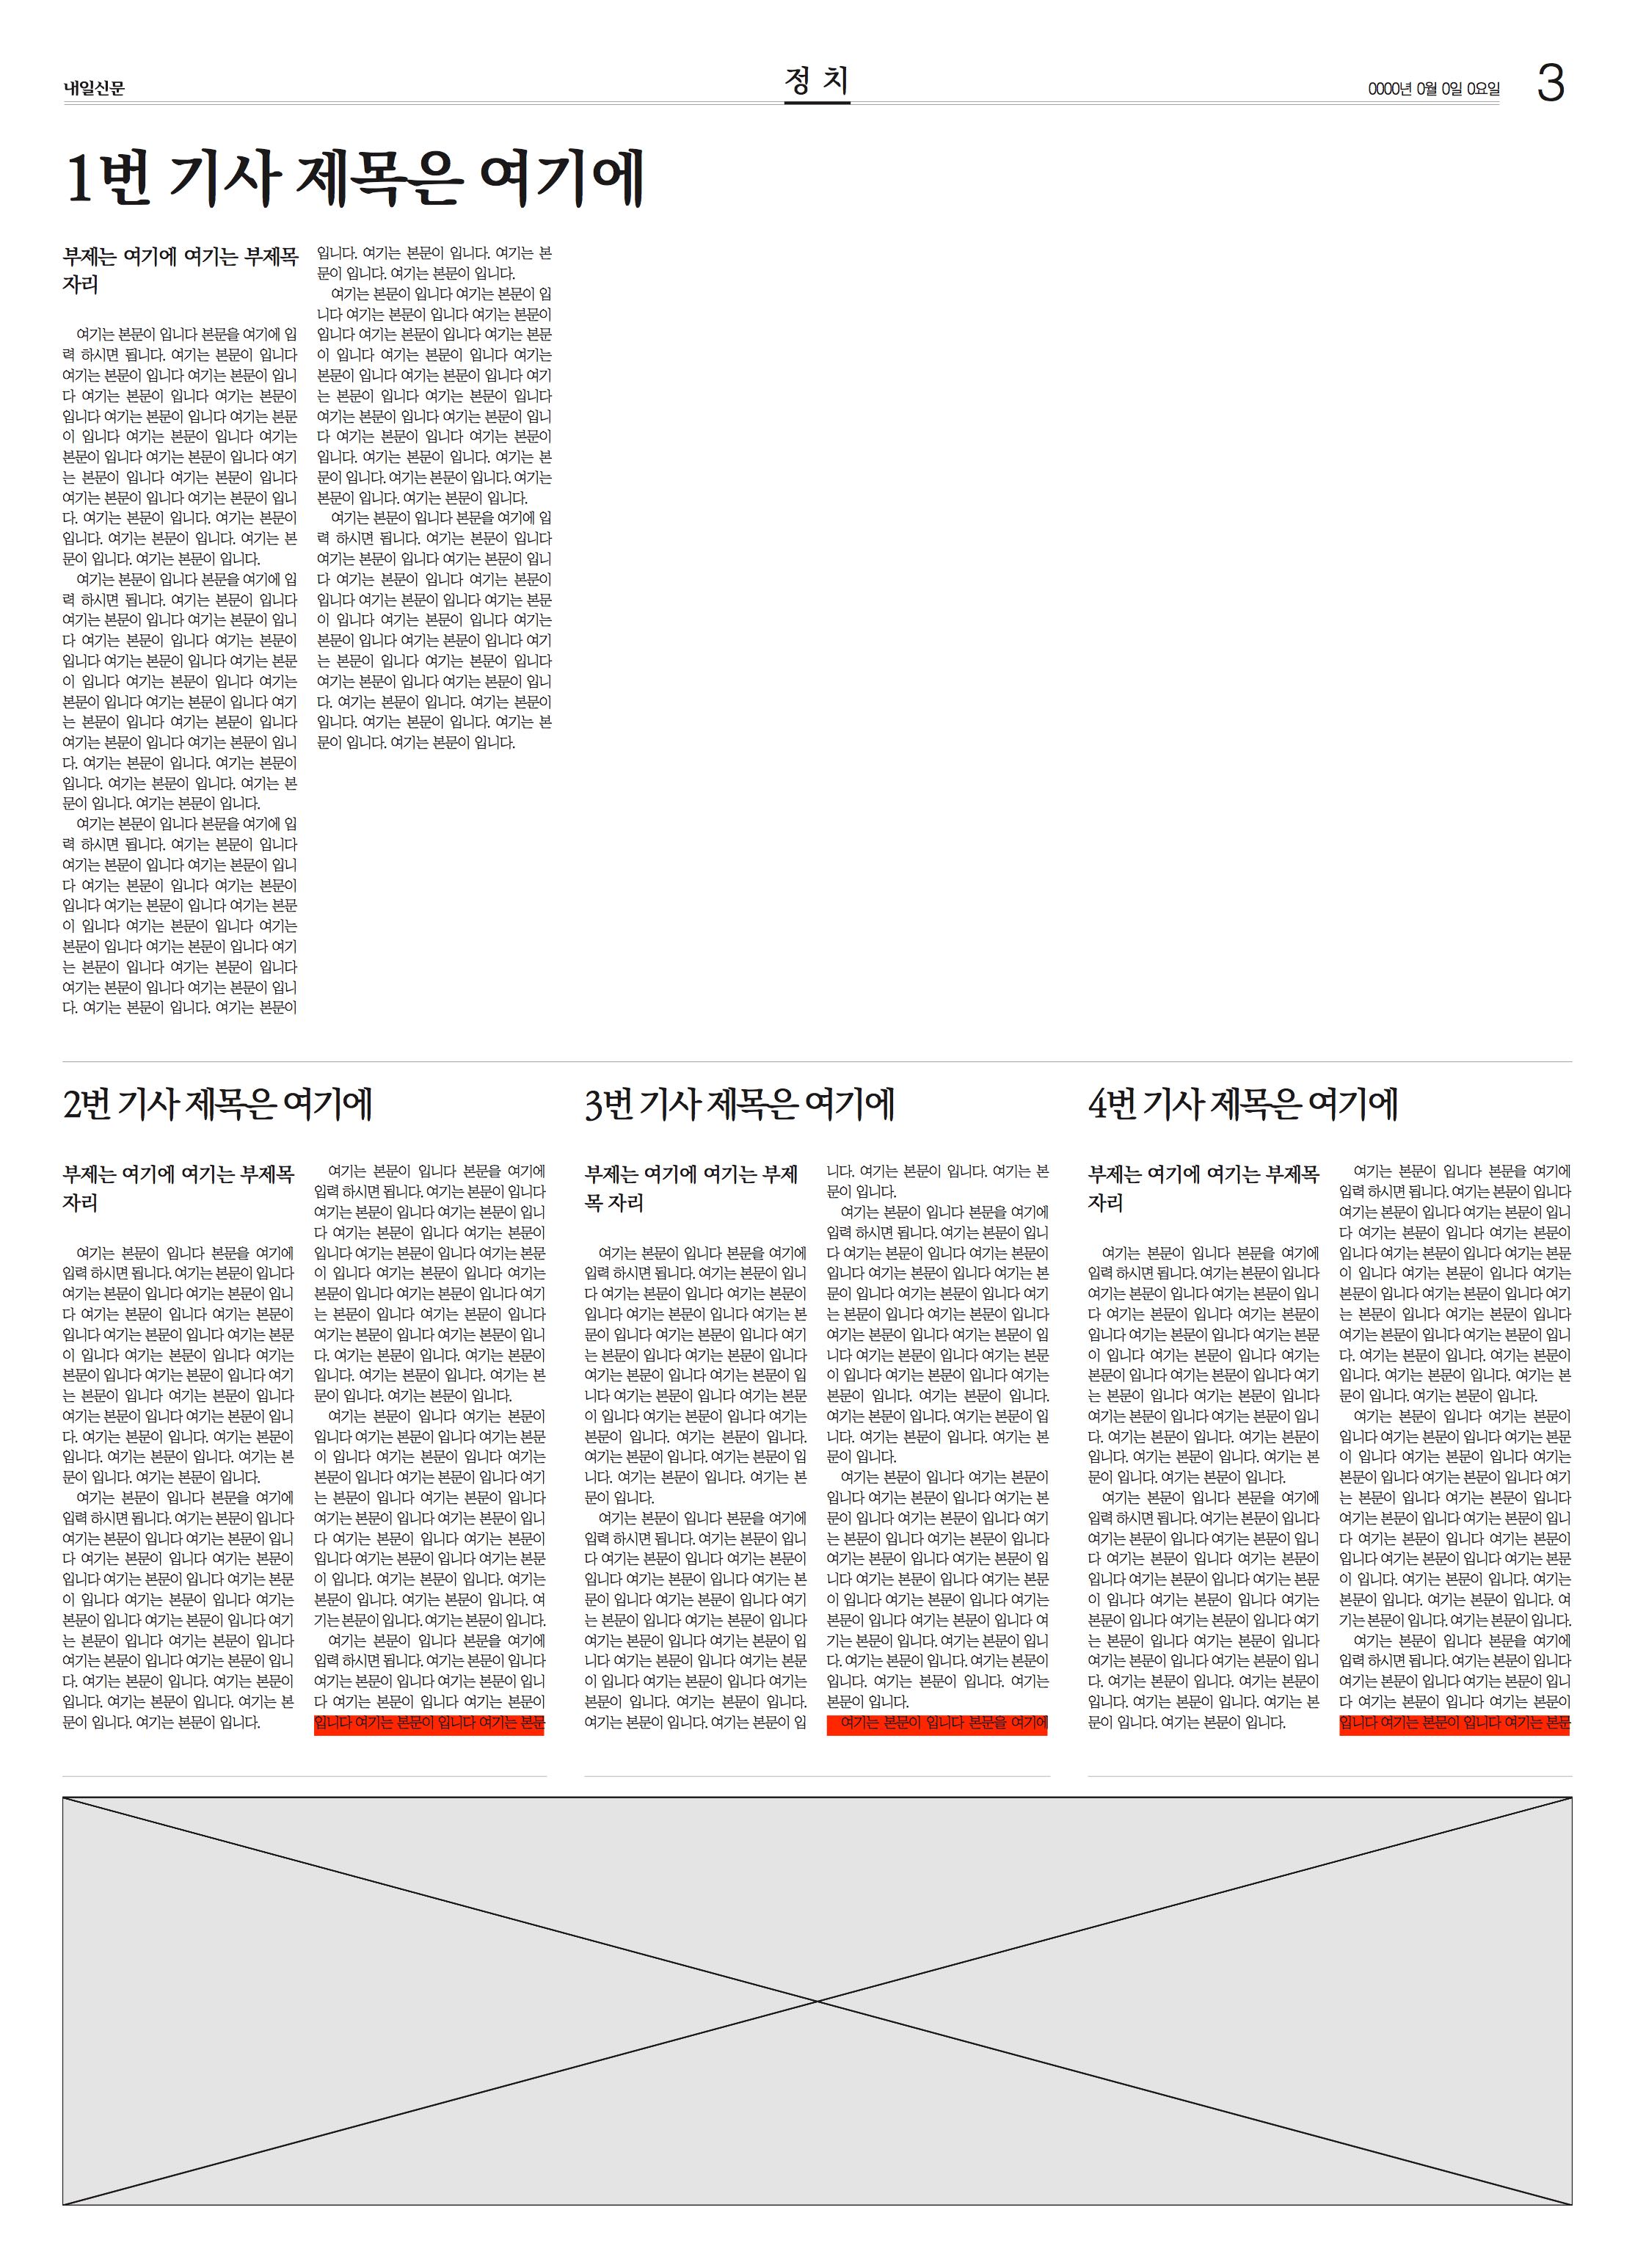 내일신문
정 치
0000년 0월 0일 0요일
3
1번 기사 제목은 여기에
부제는 여기에 여기는 부제목
자리
여기는 본문이 입니다 본문을 여기에 입
력 하시면 됩니다. 여기는 본문이 입니다
여기는 본문이 입니다 여기는 본문이 입니
다 여기는 본문이 입니다 여기는 본문이
입니다 여기는 본문이 입니다 여기는 본문
이 입니다 여기는 본문이 입니다 여기는
본문이 입니다 여기는 본문이 입니다 여기
는 본문이 입니다 여기는 본문이 입니다
여기는 본문이 입니다 여기는 본문이 입니
다. 여기는 본문이 입니다. 여기는 본문이
입니다. 여기는 본문이 입니다. 여기는 본
문이 입니다. 여기는 본문이 입니다.
여기는 본문이 입니다 본문을 여기에 입
력 하시면 됩니다. 여기는 본문이 입니다
여기는 본문이 입니다 여기는 본문이 입니
다 여기는 본문이 입니다 여기는 본문이
입니다 여기는 본문이 입니다 여기는 본문
이 입니다 여기는 본문이 입니다 여기는
본문이 입니다 여기는 본문이 입니다 여기
는 본문이 입니다 여기는 본문이 입니다
여기는 본문이 입니다 여기는 본문이 입니
다. 여기는 본문이 입니다. 여기는 본문이
입니다. 여기는 본문이 입니다. 여기는 본
문이 입니다. 여기는 본문이 입니다.
여기는 본문이 입니다 본문을 여기에 입
력 하시면 됩니다. 여기는 본문이 입니다
여기는 본문이 입니다 여기는 본문이 입니
다 여기는 본문이 입니다 여기는 본문이
입니다 여기는 본문이 입니다 여기는 본문
이 입니다 여기는 본문이 입니다 여기는
본문이 입니다 여기는 본문이 입니다 여기
는 본문이 입니다 여기는 본문이 입니다
여기는 본문이 입니다 여기는 본문이 입니
다. 여기는 본문이 입니다. 여기는 본문이
입니다. 여기는 본문이 입니다. 여기는 본
문이 입니다. 여기는 본문이 입니다.
여기는 본문이 입니다 여기는 본문이 입
니다 여기는 본문이 입니다 여기는 본문이
입니다 여기는 본문이 입니다 여기는 본문
이 입니다 여기는 본문이 입니다 여기는
본문이 입니다 여기는 본문이 입니다 여기
는 본문이 입니다 여기는 본문이 입니다
여기는 본문이 입니다 여기는 본문이 입니
다 여기는 본문이 입니다 여기는 본문이
입니다. 여기는 본문이 입니다. 여기는 본
문이 입니다. 여기는 본문이 입니다. 여기는
본문이 입니다. 여기는 본문이 입니다.
여기는 본문이 입니다 본문을 여기에 입
력 하시면 됩니다. 여기는 본문이 입니다
여기는 본문이 입니다 여기는 본문이 입니
다 여기는 본문이 입니다 여기는 본문이
입니다 여기는 본문이 입니다 여기는 본문
이 입니다 여기는 본문이 입니다 여기는
본문이 입니다 여기는 본문이 입니다 여기
는 본문이 입니다 여기는 본문이 입니다
여기는 본문이 입니다 여기는 본문이 입니
다. 여기는 본문이 입니다. 여기는 본문이
입니다. 여기는 본문이 입니다. 여기는 본
문이 입니다. 여기는 본문이 입니다.
2번 기사 제목은 여기에
부제는 여기에 여기는 부제목
자리
여기는 본문이 입니다 본문을 여기에
입력 하시면 됩니다. 여기는 본문이 입니다
여기는 본문이 입니다 여기는 본문이 입니
다 여기는 본문이 입니다 여기는 본문이
입니다 여기는 본문이 입니다 여기는 본문
이 입니다 여기는 본문이 입니다 여기는
본문이 입니다 여기는 본문이 입니다 여기
는 본문이 입니다 여기는 본문이 입니다
여기는 본문이 입니다 여기는 본문이 입니
다. 여기는 본문이 입니다. 여기는 본문이
입니다. 여기는 본문이 입니다. 여기는 본
문이 입니다. 여기는 본문이 입니다.
여기는 본문이 입니다 본문을 여기에
입력 하시면 됩니다. 여기는 본문이 입니다
여기는 본문이 입니다 여기는 본문이 입니
다 여기는 본문이 입니다 여기는 본문이
입니다 여기는 본문이 입니다 여기는 본문
이 입니다 여기는 본문이 입니다 여기는
본문이 입니다 여기는 본문이 입니다 여기
는 본문이 입니다 여기는 본문이 입니다
여기는 본문이 입니다 여기는 본문이 입니
다. 여기는 본문이 입니다. 여기는 본문이
입니다. 여기는 본문이 입니다. 여기는 본
문이 입니다. 여기는 본문이 입니다.
여기는 본문이 입니다 본문을 여기에
입력 하시면 됩니다. 여기는 본문이 입니다
여기는 본문이 입니다 여기는 본문이 입니
다 여기는 본문이 입니다 여기는 본문이
입니다 여기는 본문이 입니다 여기는 본문
이 입니다 여기는 본문이 입니다 여기는
본문이 입니다 여기는 본문이 입니다 여기
는 본문이 입니다 여기는 본문이 입니다
여기는 본문이 입니다 여기는 본문이 입니
다. 여기는 본문이 입니다. 여기는 본문이
입니다. 여기는 본문이 입니다. 여기는 본
문이 입니다. 여기는 본문이 입니다.
여기는 본문이 입니다 여기는 본문이
입니다 여기는 본문이 입니다 여기는 본문
이 입니다 여기는 본문이 입니다 여기는
본문이 입니다 여기는 본문이 입니다 여기
는 본문이 입니다 여기는 본문이 입니다
여기는 본문이 입니다 여기는 본문이 입니
다 여기는 본문이 입니다 여기는 본문이
입니다 여기는 본문이 입니다 여기는 본문
이 입니다. 여기는 본문이 입니다. 여기는
본문이 입니다. 여기는 본문이 입니다. 여
기는 본문이 입니다. 여기는 본문이 입니다.
여기는 본문이 입니다 본문을 여기에
입력 하시면 됩니다. 여기는 본문이 입니다
여기는 본문이 입니다 여기는 본문이 입니
다 여기는 본문이 입니다 여기는 본문이
입니다 여기는 본문이 입니다 여기는 본문
3번 기사 제목은 여기에
부제는 여기에 여기는 부제
목 자리
여기는 본문이 입니다 본문을 여기에
입력 하시면 됩니다. 여기는 본문이 입니
다 여기는 본문이 입니다 여기는 본문이
입니다 여기는 본문이 입니다 여기는 본
문이 입니다 여기는 본문이 입니다 여기
는 본문이 입니다 여기는 본문이 입니다
여기는 본문이 입니다 여기는 본문이 입
니다 여기는 본문이 입니다 여기는 본문
이 입니다 여기는 본문이 입니다 여기는
본문이 입니다. 여기는 본문이 입니다.
여기는 본문이 입니다. 여기는 본문이 입
니다. 여기는 본문이 입니다. 여기는 본
문이 입니다.
여기는 본문이 입니다 본문을 여기에
입력 하시면 됩니다. 여기는 본문이 입니
다 여기는 본문이 입니다 여기는 본문이
입니다 여기는 본문이 입니다 여기는 본
문이 입니다 여기는 본문이 입니다 여기
는 본문이 입니다 여기는 본문이 입니다
여기는 본문이 입니다 여기는 본문이 입
니다 여기는 본문이 입니다 여기는 본문
이 입니다 여기는 본문이 입니다 여기는
본문이 입니다. 여기는 본문이 입니다.
여기는 본문이 입니다. 여기는 본문이 입
니다. 여기는 본문이 입니다. 여기는 본
문이 입니다.
여기는 본문이 입니다 본문을 여기에
입력 하시면 됩니다. 여기는 본문이 입니
다 여기는 본문이 입니다 여기는 본문이
입니다 여기는 본문이 입니다 여기는 본
문이 입니다 여기는 본문이 입니다 여기
는 본문이 입니다 여기는 본문이 입니다
여기는 본문이 입니다 여기는 본문이 입
니다 여기는 본문이 입니다 여기는 본문
이 입니다 여기는 본문이 입니다 여기는
본문이 입니다. 여기는 본문이 입니다.
여기는 본문이 입니다. 여기는 본문이 입
니다. 여기는 본문이 입니다. 여기는 본
문이 입니다.
여기는 본문이 입니다 여기는 본문이
입니다 여기는 본문이 입니다 여기는 본
문이 입니다 여기는 본문이 입니다 여기
는 본문이 입니다 여기는 본문이 입니다
여기는 본문이 입니다 여기는 본문이 입
니다 여기는 본문이 입니다 여기는 본문
이 입니다 여기는 본문이 입니다 여기는
본문이 입니다 여기는 본문이 입니다 여
기는 본문이 입니다. 여기는 본문이 입니
다. 여기는 본문이 입니다. 여기는 본문이
입니다. 여기는 본문이 입니다. 여기는
본문이 입니다.
여기는 본문이 입니다 본문을 여기에
4번 기사 제목은 여기에
부제는 여기에 여기는 부제목
자리
여기는 본문이 입니다 본문을 여기에
입력 하시면 됩니다. 여기는 본문이 입니다
여기는 본문이 입니다 여기는 본문이 입니
다 여기는 본문이 입니다 여기는 본문이
입니다 여기는 본문이 입니다 여기는 본문
이 입니다 여기는 본문이 입니다 여기는
본문이 입니다 여기는 본문이 입니다 여기
는 본문이 입니다 여기는 본문이 입니다
여기는 본문이 입니다 여기는 본문이 입니
다. 여기는 본문이 입니다. 여기는 본문이
입니다. 여기는 본문이 입니다. 여기는 본
문이 입니다. 여기는 본문이 입니다.
여기는 본문이 입니다 본문을 여기에
입력 하시면 됩니다. 여기는 본문이 입니다
여기는 본문이 입니다 여기는 본문이 입니
다 여기는 본문이 입니다 여기는 본문이
입니다 여기는 본문이 입니다 여기는 본문
이 입니다 여기는 본문이 입니다 여기는
본문이 입니다 여기는 본문이 입니다 여기
는 본문이 입니다 여기는 본문이 입니다
여기는 본문이 입니다 여기는 본문이 입니
다. 여기는 본문이 입니다. 여기는 본문이
입니다. 여기는 본문이 입니다. 여기는 본
문이 입니다. 여기는 본문이 입니다.
여기는 본문이 입니다 본문을 여기에
입력 하시면 됩니다. 여기는 본문이 입니다
여기는 본문이 입니다 여기는 본문이 입니
다 여기는 본문이 입니다 여기는 본문이
입니다 여기는 본문이 입니다 여기는 본문
이 입니다 여기는 본문이 입니다 여기는
본문이 입니다 여기는 본문이 입니다 여기
는 본문이 입니다 여기는 본문이 입니다
여기는 본문이 입니다 여기는 본문이 입니
다. 여기는 본문이 입니다. 여기는 본문이
입니다. 여기는 본문이 입니다. 여기는 본
문이 입니다. 여기는 본문이 입니다.
여기는 본문이 입니다 여기는 본문이
입니다 여기는 본문이 입니다 여기는 본문
이 입니다 여기는 본문이 입니다 여기는
본문이 입니다 여기는 본문이 입니다 여기
는 본문이 입니다 여기는 본문이 입니다
여기는 본문이 입니다 여기는 본문이 입니
다 여기는 본문이 입니다 여기는 본문이
입니다 여기는 본문이 입니다 여기는 본문
이 입니다. 여기는 본문이 입니다. 여기는
본문이 입니다. 여기는 본문이 입니다. 여
기는 본문이 입니다. 여기는 본문이 입니다.
여기는 본문이 입니다 본문을 여기에
입력 하시면 됩니다. 여기는 본문이 입니다
여기는 본문이 입니다 여기는 본문이 입니
다 여기는 본문이 입니다 여기는 본문이
입니다 여기는 본문이 입니다 여기는 본문